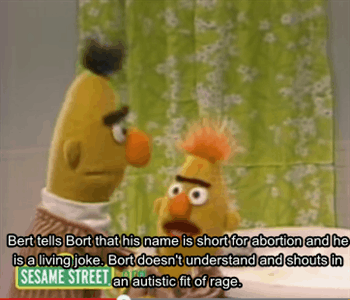 Bert tells Bort that his name is short for abortion and he
is a living joke. Bort doesn't understand and shouts in
SESAME STREET an autistic fit of rage.